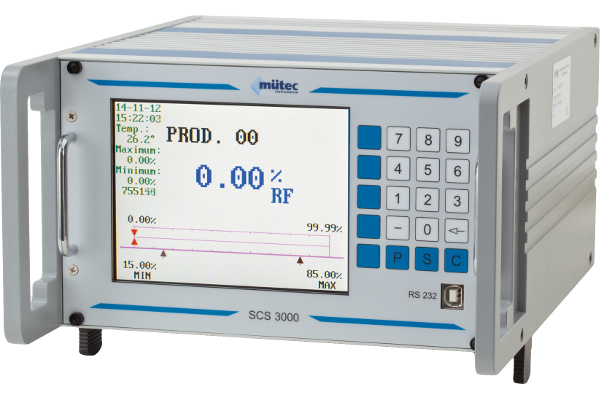 mütec
14-11-12
15:22:03
Temp.:
26.2°
Maximum:
0.00%
Minimum:
0.00%
755140
PROD. 00
0.00%
RF
0.00% 99.99%
15.00% 85.00%
MIN MAX
7 8 9
4 5 6
1 2 3
- 0
P S C
RS 232
SCS 3000